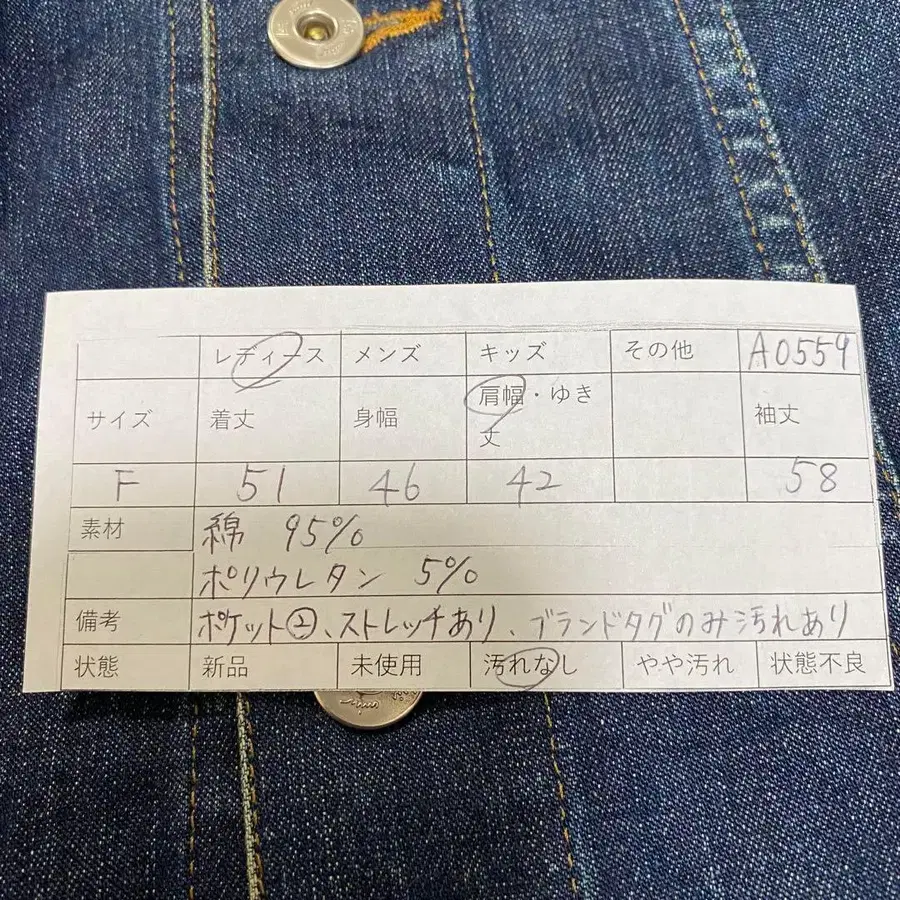 レディース メンズ キッズ その他 A0559
サイズ 着丈 身幅 肩幅・ゆき丈 袖丈
F 51 46 42 58
素材 綿 95%
ポリウレタン 5%
備考 ポケット②、ストレッチあり、ブランドタグのみ汚れあり
状態 新品 未使用 汚れなし やや汚れ 状態不良